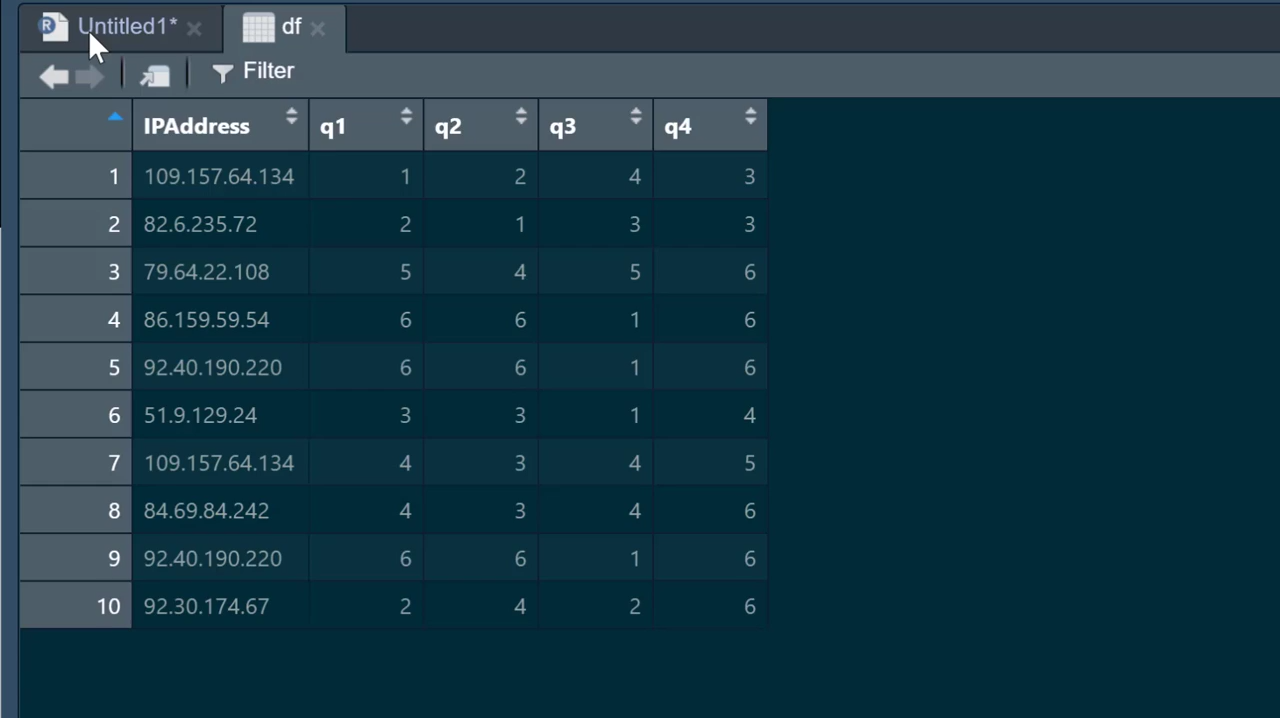 Untitled1* df
Filter
IPAddress q1 q2 q3 q4
1 109.157.64.134 1 2 4 3
2 82.6.235.72 2 1 3 3
3 79.64.22.108 5 4 5 6
4 86.159.59.54 6 6 1 6
5 92.40.190.220 6 6 1 6
6 51.9.129.24 3 3 1 4
7 109.157.64.134 4 3 4 5
8 84.69.84.242 4 3 4 6
9 92.40.190.220 6 6 1 6
10 92.30.174.67 2 4 2 6